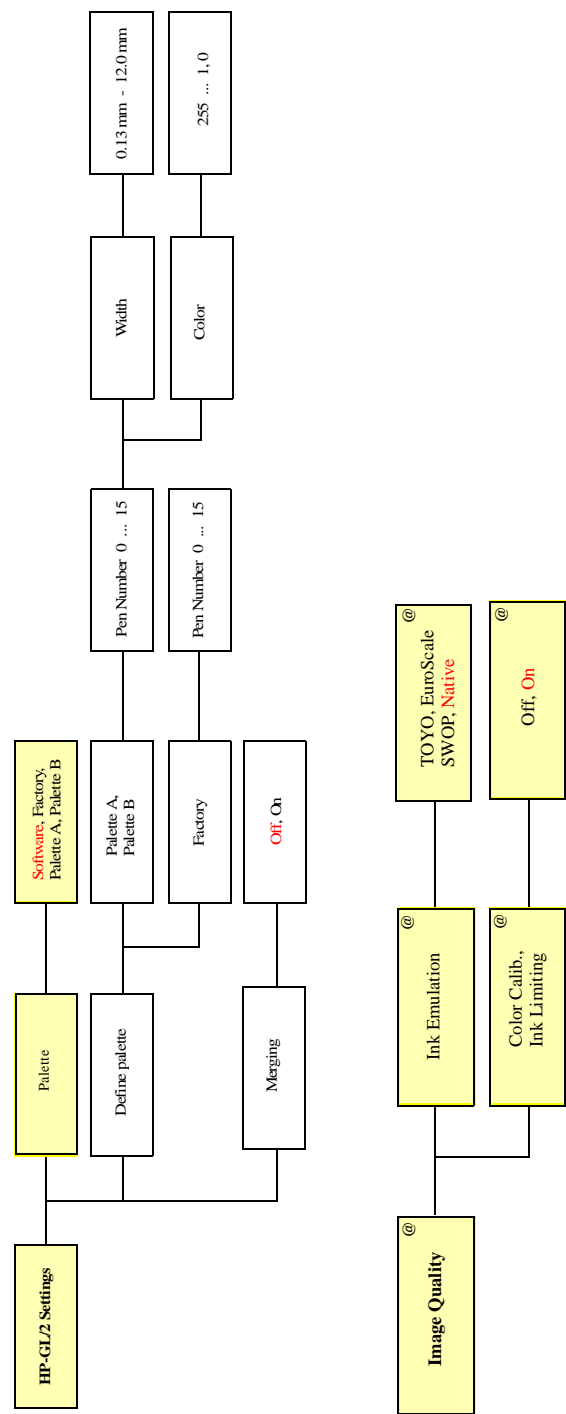 HP-GL/2 Settings
Palette
Software, Factory,
Palette A, Palette B
Define palette
Palette A,
Palette B
Pen Number 0 ... 15
Width
0.13 mm - 12.0 mm
Color
255 ... 1, 0
Factory
Pen Number 0 ... 15
Merging
Off, On
@
Image Quality
@
Ink Emulation
@
TOYO, EuroScale
SWOP, Native
@
Color Calib.,
Ink Limiting
@
Off, On